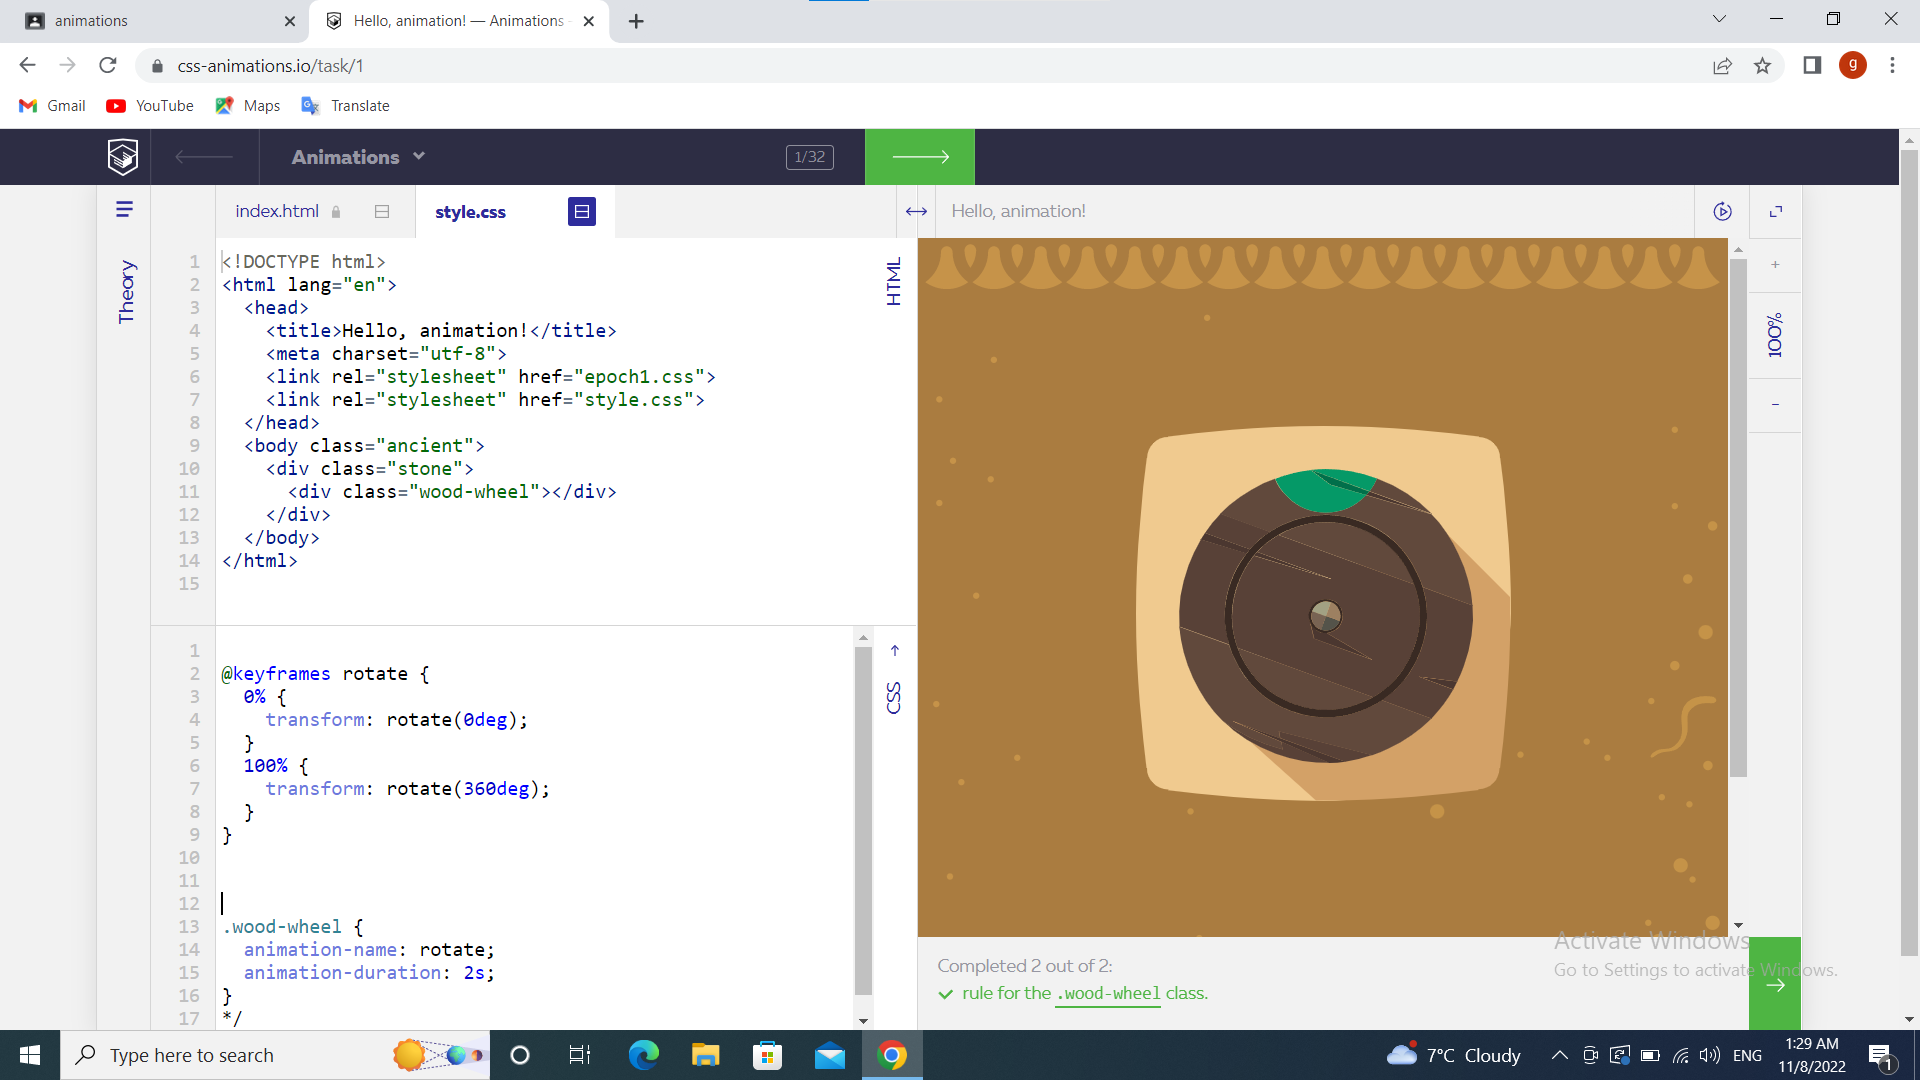 animations
Hello, animation! — Animations
css-animations.io/task/1
g
Gmail
YouTube
Maps
Translate
Animations
1/32
index.html
style.css
Hello, animation!
Theory
HTML
100%
+
-
1 <!DOCTYPE html>
2 <html lang="en">
3 <head>
4 <title>Hello, animation!</title>
5 <meta charset="utf-8">
6 <link rel="stylesheet" href="epoch1.css">
7 <link rel="stylesheet" href="style.css">
8 </head>
9 <body class="ancient">
10 <div class="stone">
11 <div class="wood-wheel"></div>
12 </div>
13 </body>
14 </html>
15
CSS
1
2 @keyframes rotate {
3 0% {
4 transform: rotate(0deg);
5 }
6 100% {
7 transform: rotate(360deg);
8 }
9 }
10
11
12
13 .wood-wheel {
14 animation-name: rotate;
15 animation-duration: 2s;
16 }
17 */
Completed 2 out of 2:
rule for the .wood-wheel class.
Activate Windows
Go to Settings to activate Windows.
Type here to search
7°C Cloudy
ENG
1:29 AM
11/8/2022
1